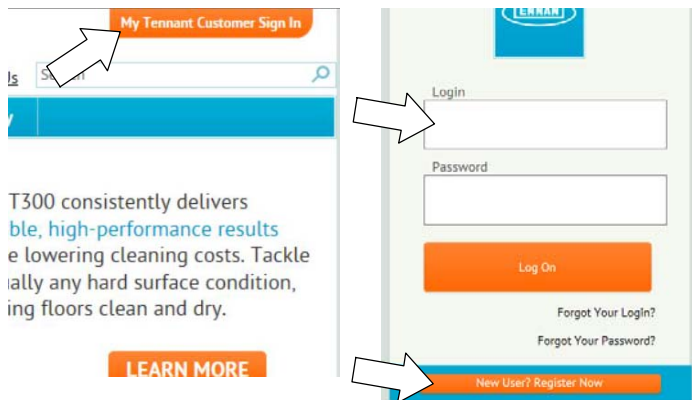 My Tennant Customer Sign In
Us
T300 consistently delivers
ble, high-performance results
e lowering cleaning costs. Tackle
ually any hard surface condition,
ing floors clean and dry.
LEARN MORE
Login
Password
Log On
Forgot Your Login?
Forgot Your Password?
New User? Register Now